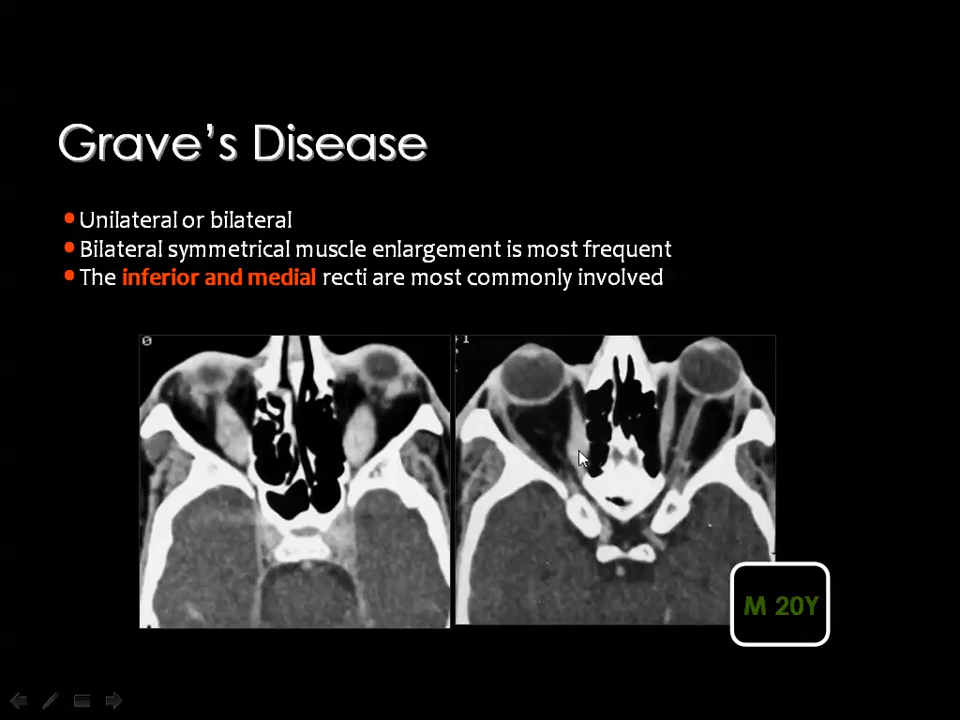 Grave's Disease
•Unilateral or bilateral
•Bilateral symmetrical muscle enlargement is most frequent
•The inferior and medial recti are most commonly involved
M 20Y